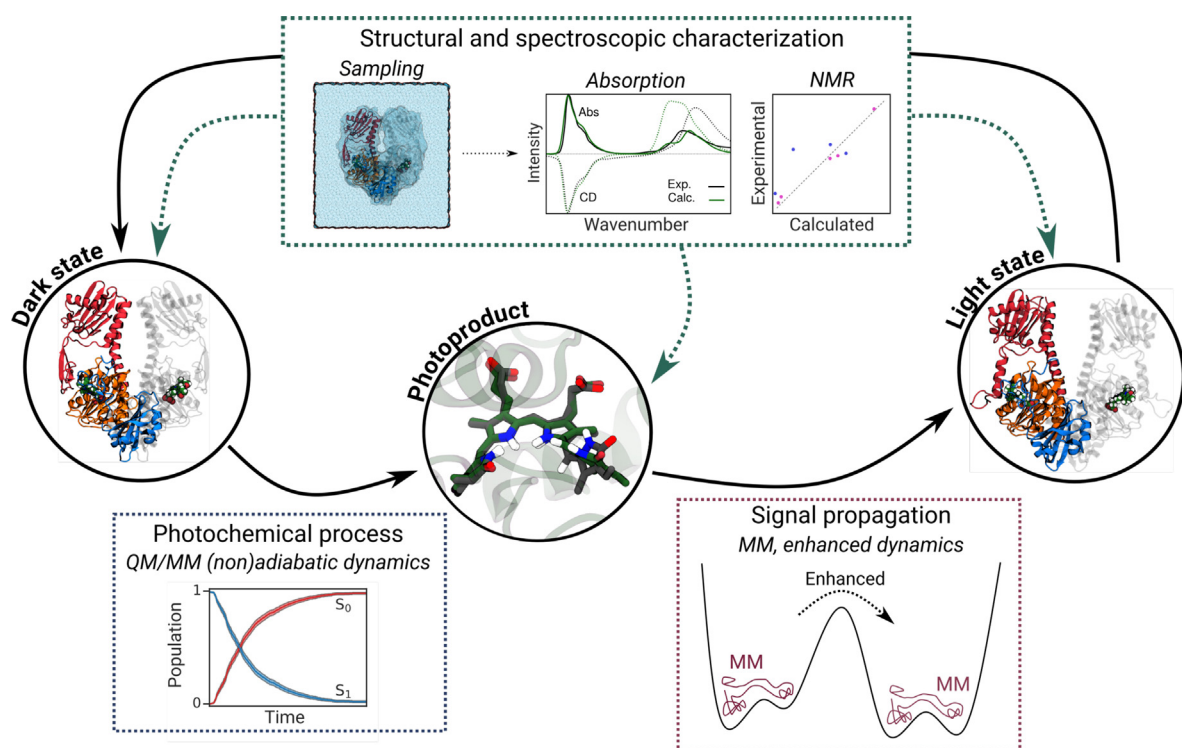 Structural and spectroscopic characterization
Sampling
Absorption
NMR
Intensity
Abs
CD
Exp.
Calc.
Wavenumber
Experimental
Calculated
Dark state
Photoproduct
Light state
Photochemical process
QM/MM (non)adiabatic dynamics
Population
1
0
S₀
S₁
Time
Signal propagation
MM, enhanced dynamics
Enhanced
MM
MM